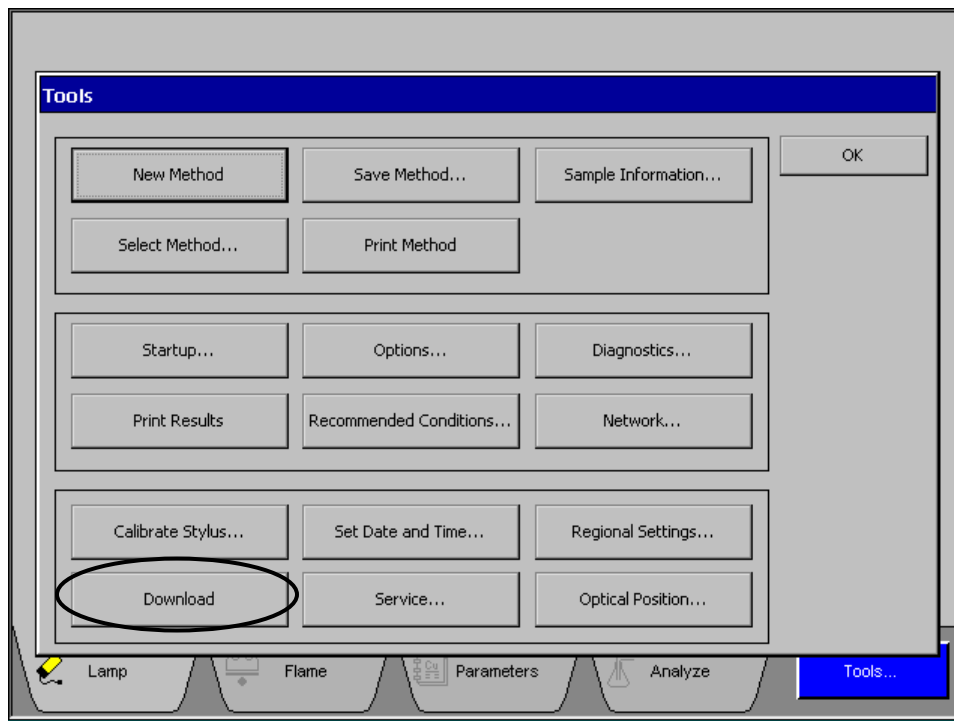 Tools
New Method
Save Method...
Sample Information...
OK
Select Method...
Print Method
Startup...
Options...
Diagnostics...
Print Results
Recommended Conditions...
Network...
Calibrate Stylus...
Set Date and Time...
Regional Settings...
Download
Service...
Optical Position...
Lamp
Flame
Cu
Parameters
Analyze
Tools...